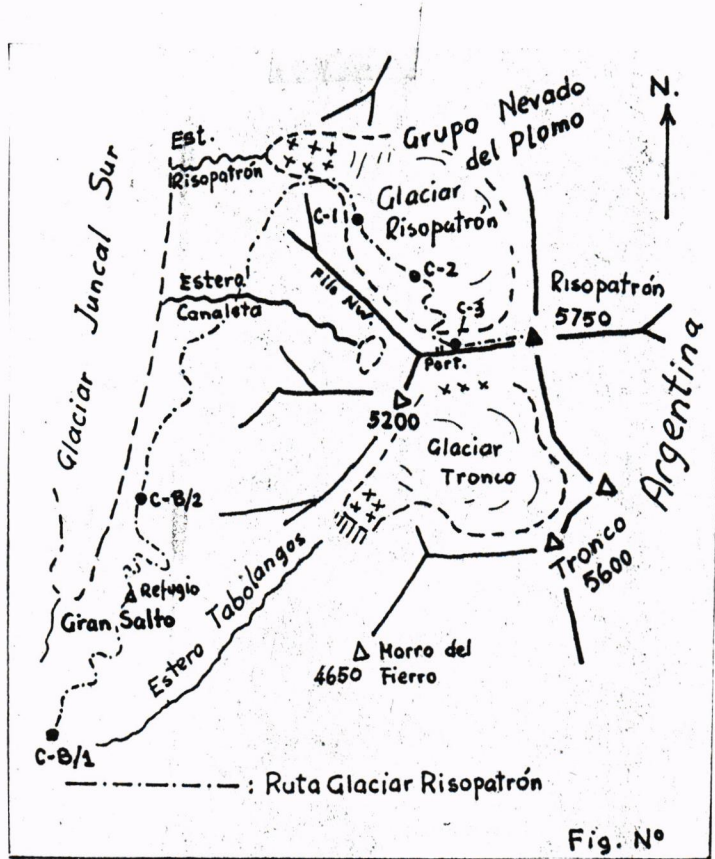 N.
Grupo Nevado
del Plomo
Est.
Risopatrón
Glaciar
Risopatrón
C-1
C-2
C-3
Filo NW.
Port.
Risopatrón
5750
Estero
Canaleta
Glaciar Juncal Sur
5200
Glaciar
Tronco
Argentina
C-B/2
Refugio
Gran Salto
Estero Tabolangos
Tronco
5600
Morro del
4650 Fierro
C-B/1
: Ruta Glaciar Risopatrón
Fig. Nº